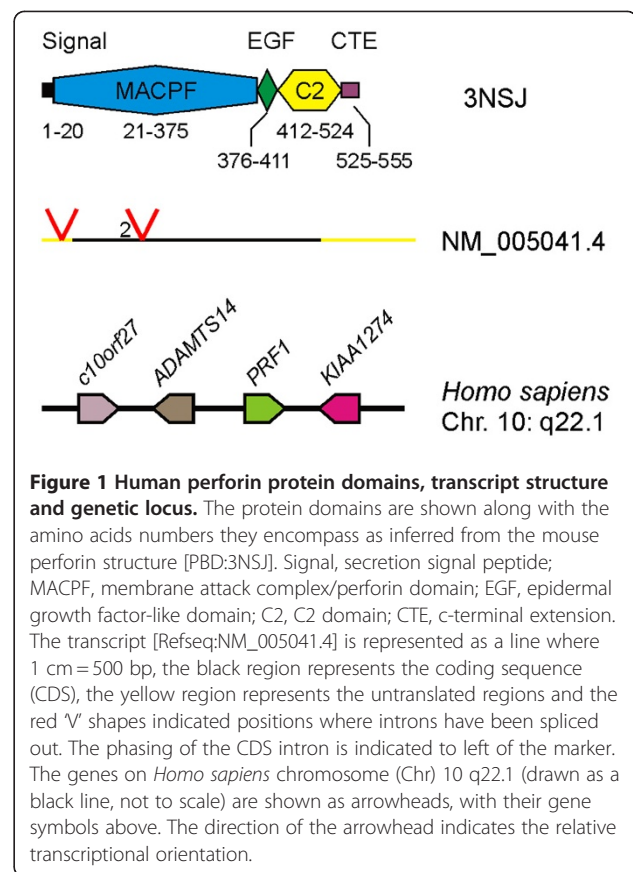 Signal EGF CTE
MACPF C2 3NSJ
1-20 21-375 412-524
376-411 525-555
2
NM_005041.4
c10orf27 ADAMTS14 PRF1 KIAA1274
Homo sapiens
Chr. 10: q22.1
Figure 1 Human perforin protein domains, transcript structure
and genetic locus. The protein domains are shown along with the
amino acids numbers they encompass as inferred from the mouse
perforin structure [PBD:3NSJ]. Signal, secretion signal peptide;
MACPF, membrane attack complex/perforin domain; EGF, epidermal
growth factor-like domain; C2, C2 domain; CTE, c-terminal extension.
The transcript [Refseq:NM_005041.4] is represented as a line where
1 cm = 500 bp, the black region represents the coding sequence
(CDS), the yellow region represents the untranslated regions and the
red ‘V’ shapes indicated positions where introns have been spliced
out. The phasing of the CDS intron is indicated to left of the marker.
The genes on Homo sapiens chromosome (Chr) 10 q22.1 (drawn as a
black line, not to scale) are shown as arrowheads, with their gene
symbols above. The direction of the arrowhead indicates the relative
transcriptional orientation.